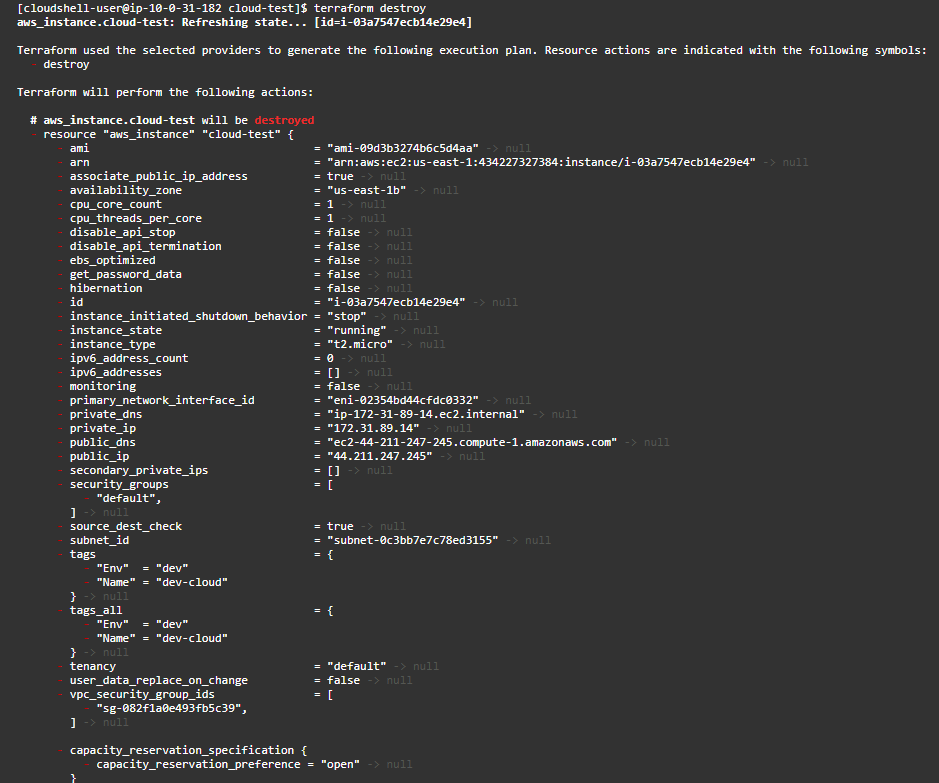 [cloudshell-user@ip-10-0-31-182 cloud-test]$ terraform destroy
aws_instance.cloud-test: Refreshing state... [id=i-03a7547ecb14e29e4]
Terraform used the selected providers to generate the following execution plan. Resource actions are indicated with the following symbols:
- destroy
Terraform will perform the following actions:
# aws_instance.cloud-test will be destroyed
- resource "aws_instance" "cloud-test" {
- ami = "ami-09d3b3274b6c5d4aa" -> null
- arn = "arn:aws:ec2:us-east-1:434227327384:instance/i-03a7547ecb14e29e4" -> null
- associate_public_ip_address = true -> null
- availability_zone = "us-east-1b" -> null
- cpu_core_count = 1 -> null
- cpu_threads_per_core = 1 -> null
- disable_api_stop = false -> null
- disable_api_termination = false -> null
- ebs_optimized = false -> null
- get_password_data = false -> null
- hibernation = false -> null
- id = "i-03a7547ecb14e29e4" -> null
- instance_initiated_shutdown_behavior = "stop" -> null
- instance_state = "running" -> null
- instance_type = "t2.micro" -> null
- ipv6_address_count = 0 -> null
- ipv6_addresses = [] -> null
- monitoring = false -> null
- primary_network_interface_id = "eni-02354bd44cfdc0332" -> null
- private_dns = "ip-172-31-89-14.ec2.internal" -> null
- private_ip = "172.31.89.14" -> null
- public_dns = "ec2-44-211-247-245.compute-1.amazonaws.com" -> null
- public_ip = "44.211.247.245" -> null
- secondary_private_ips = [] -> null
- security_groups = [
- "default",
] -> null
- source_dest_check = true -> null
- subnet_id = "subnet-0c3bb7e7c78ed3155" -> null
- tags = {
- "Env" = "dev"
- "Name" = "dev-cloud"
} -> null
- tags_all = {
- "Env" = "dev"
- "Name" = "dev-cloud"
} -> null
- tenancy = "default" -> null
- user_data_replace_on_change = false -> null
- vpc_security_group_ids = [
- "sg-082f1a0e493fb5c39",
] -> null
- capacity_reservation_specification {
- capacity_reservation_preference = "open" -> null
}